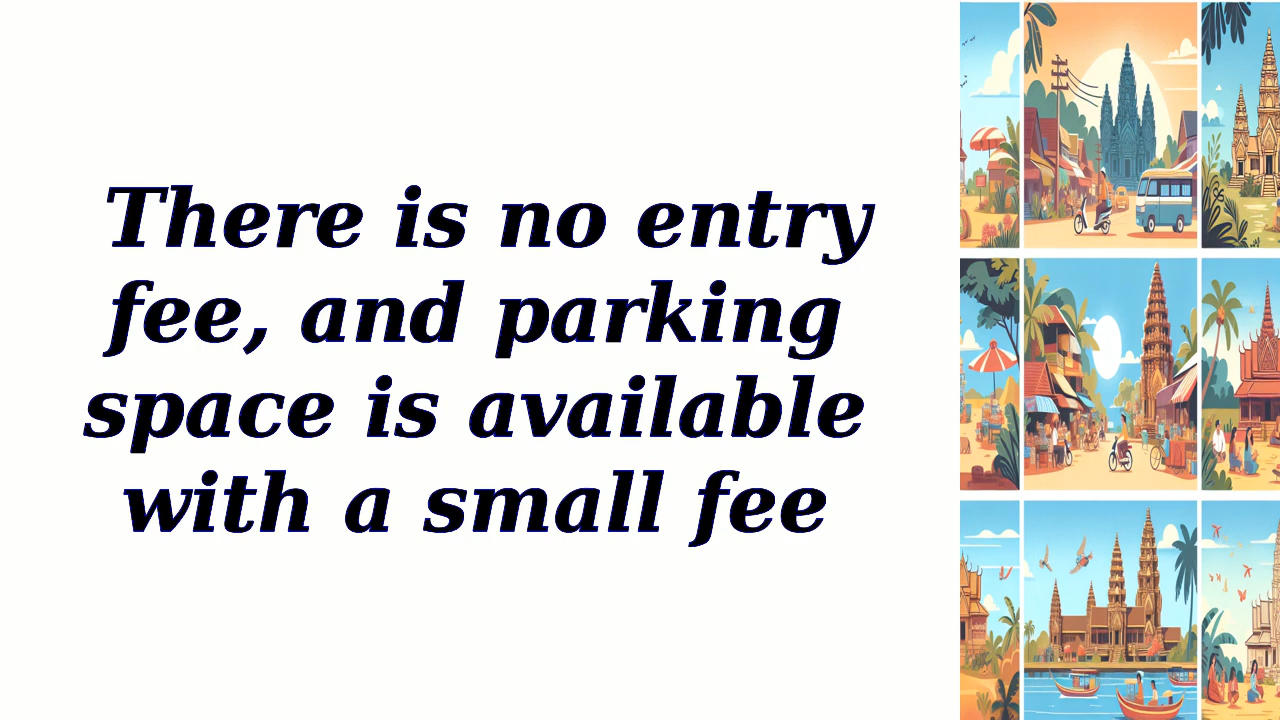 There is no entry
fee, and parking
space is available
with a small fee